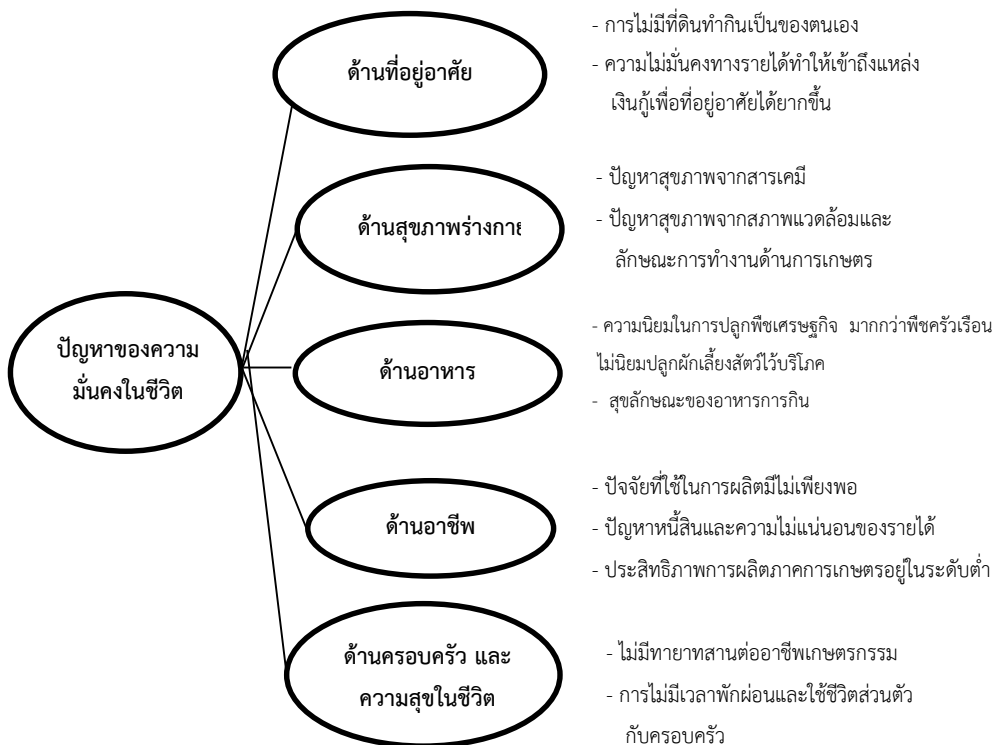 ด้านที่อยู่อาศัย
- การไม่มีที่ดินทำกินเป็นของตนเอง
- ความไม่มั่นคงทางรายได้ทำให้เข้าถึงแหล่ง
เงินกู้เพื่อที่อยู่อาศัยได้ยากขึ้น
ด้านสุขภาพร่างกาย
- ปัญหาสุขภาพจากสารเคมี
- ปัญหาสุขภาพจากสภาพแวดล้อมและ
ลักษณะการทำงานด้านการเกษตร
ปัญหาของความ
มั่นคงในชีวิต
ด้านอาหาร
- ความนิยมในการปลูกพืชเศรษฐกิจ มากกว่าพืชครัวเรือน
ไม่นิยมปลูกผักเลี้ยงสัตว์ไว้บริโภค
- สุขลักษณะของอาหารการกิน
ด้านอาชีพ
- ปัจจัยที่ใช้ในการผลิตมีไม่เพียงพอ
- ปัญหาหนี้สินและความไม่แน่นอนของรายได้
- ประสิทธิภาพการผลิตภาคการเกษตรอยู่ในระดับต่ำ
ด้านครอบครัว และ
ความสุขในชีวิต
- ไม่มีทายาทสานต่ออาชีพเกษตรกรรม
- การไม่มีเวลาพักผ่อนและใช้ชีวิตส่วนตัว
กับครอบครัว